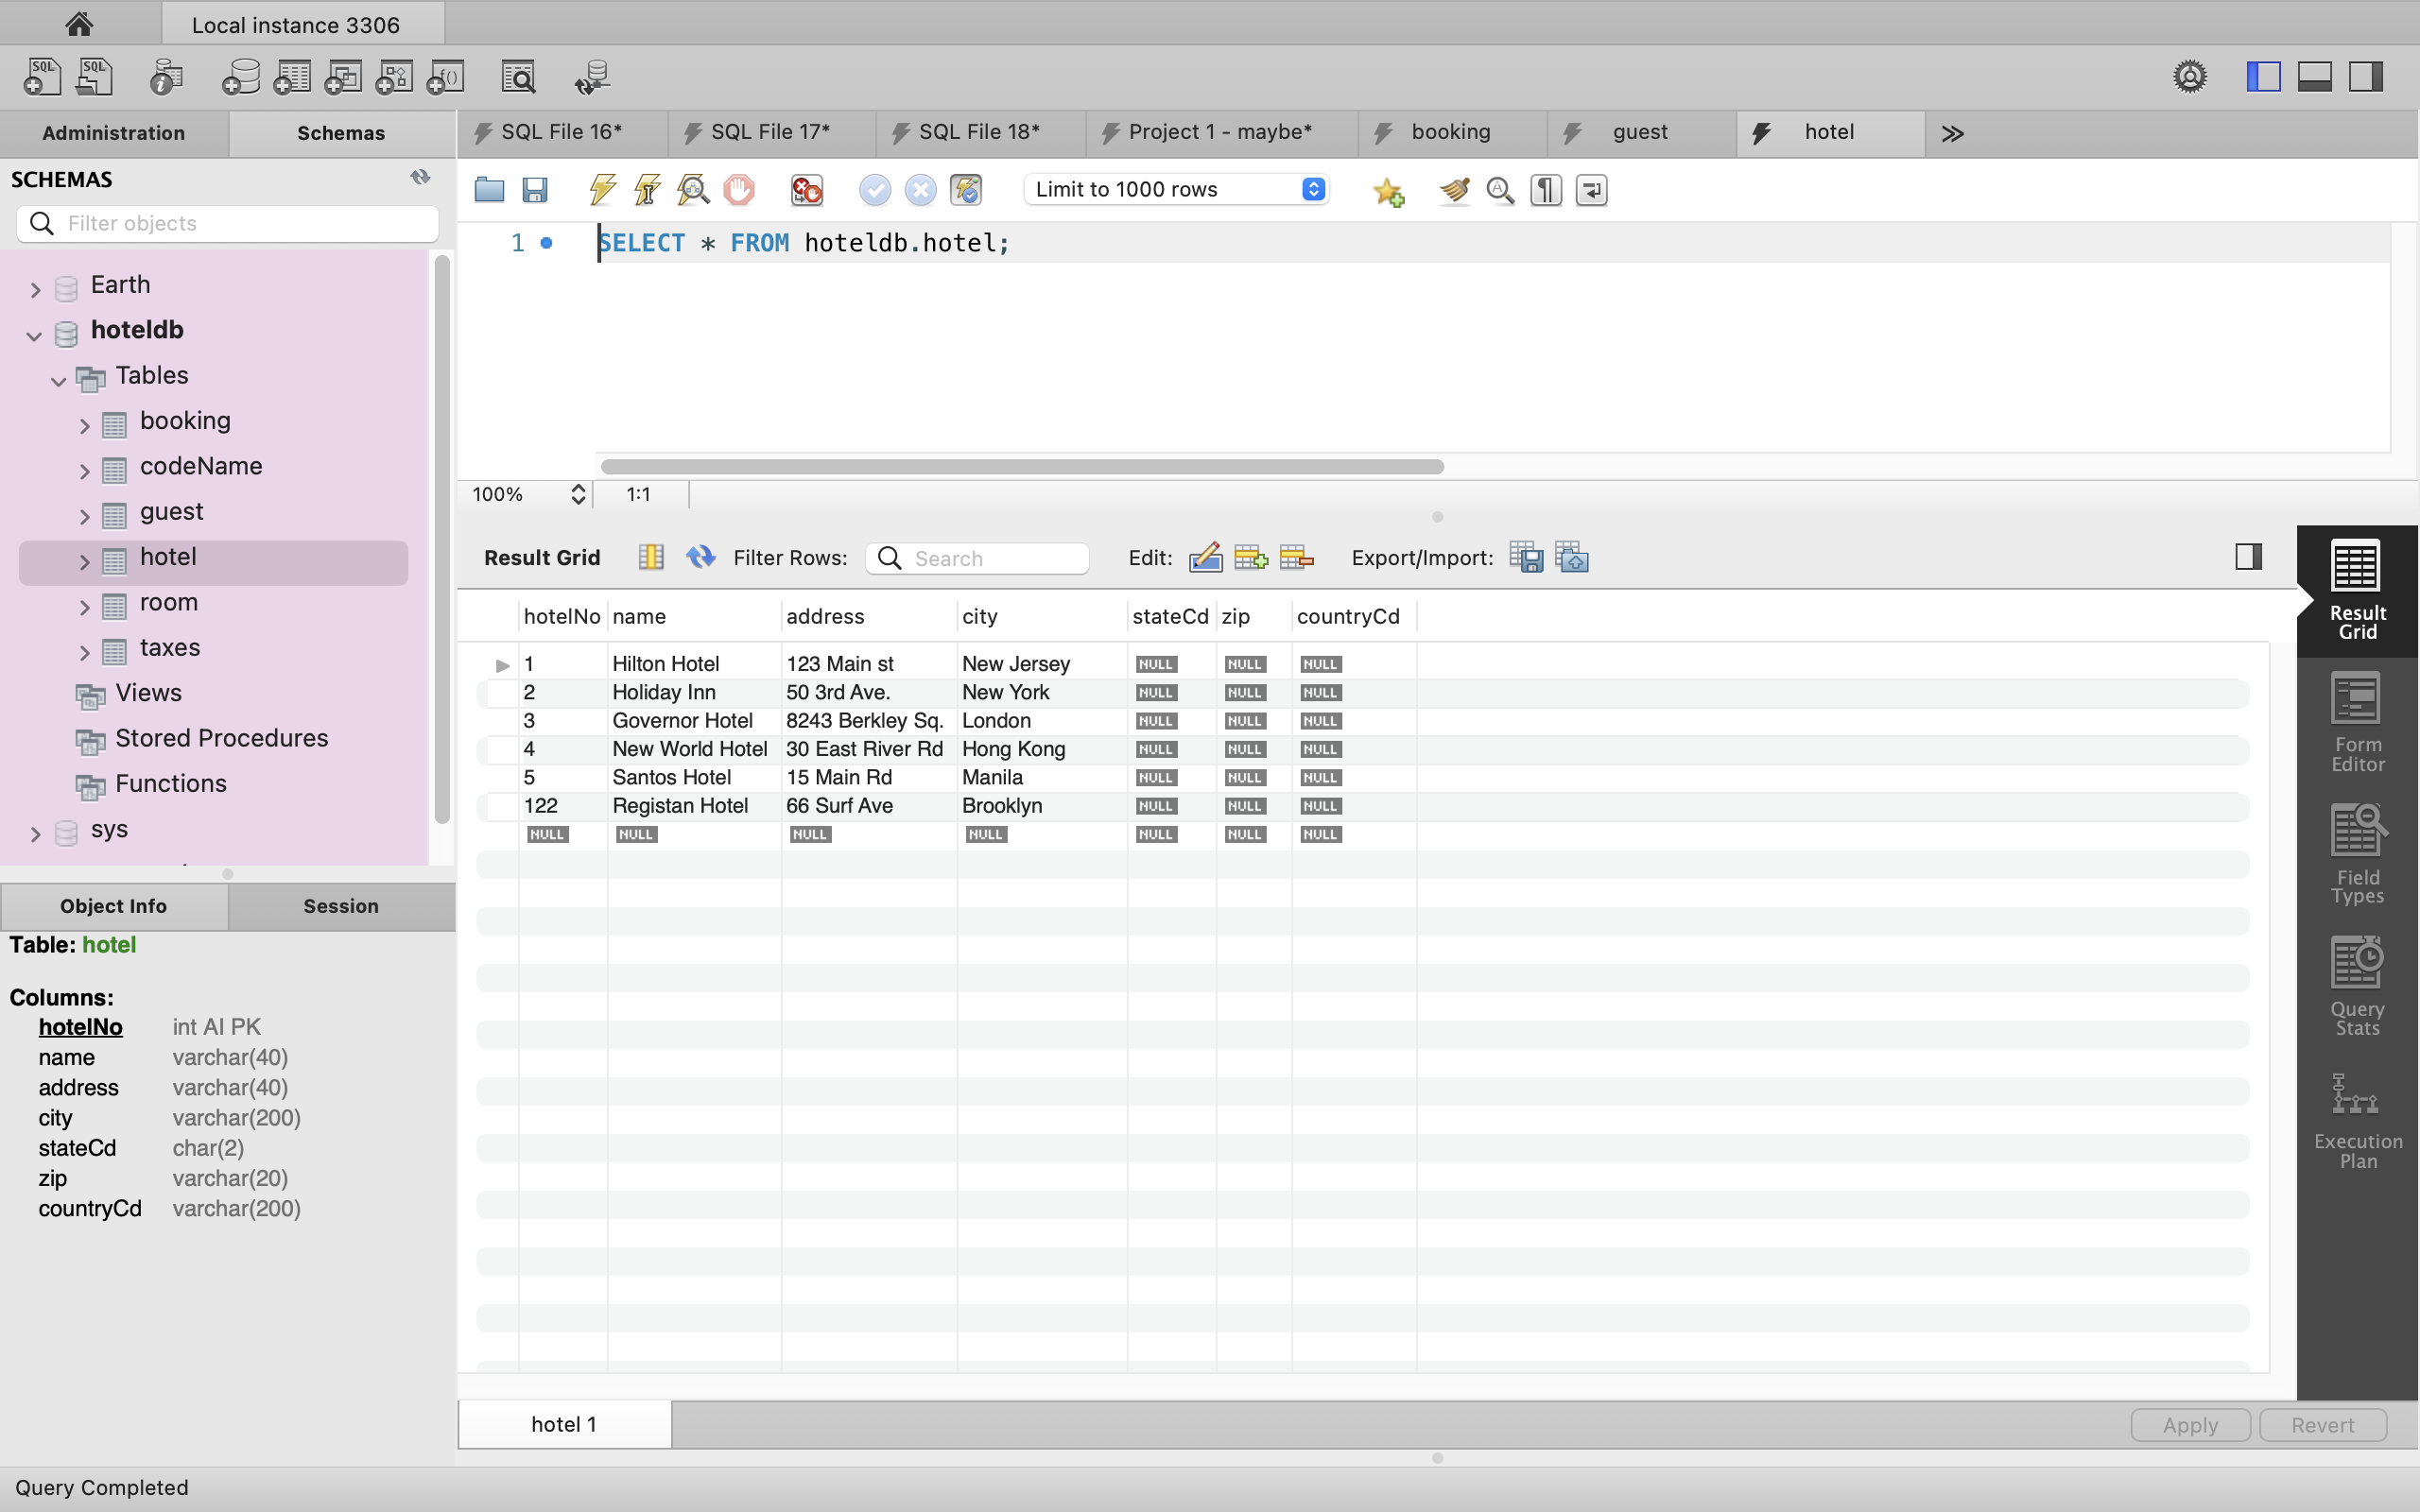 Local instance 3306
Administration Schemas
SQL File 16* SQL File 17* SQL File 18* Project 1 - maybe* booking guest hotel
SCHEMAS
Filter objects
Limit to 1000 rows
1 SELECT * FROM hoteldb.hotel;
Earth
hoteldb
Tables
booking
codeName
guest
hotel
room
taxes
Views
Stored Procedures
Functions
sys
100% 1:1
Result Grid Filter Rows: Search Edit: Export/Import:
hotelNo name address city stateCd zip countryCd
1 Hilton Hotel 123 Main st New Jersey NULL NULL NULL
2 Holiday Inn 50 3rd Ave. New York NULL NULL NULL
3 Governor Hotel 8243 Berkley Sq. London NULL NULL NULL
4 New World Hotel 30 East River Rd Hong Kong NULL NULL NULL
5 Santos Hotel 15 Main Rd Manila NULL NULL NULL
122 Registan Hotel 66 Surf Ave Brooklyn NULL NULL NULL
NULL NULL NULL NULL NULL NULL NULL
Result
Grid
Form
Editor
Field
Types
Query
Stats
Execution
Plan
Object Info Session
Table: hotel
Columns:
hotelNo int AI PK
name varchar(40)
address varchar(40)
city varchar(200)
stateCd char(2)
zip varchar(20)
countryCd varchar(200)
hotel 1
Apply Revert
Query Completed